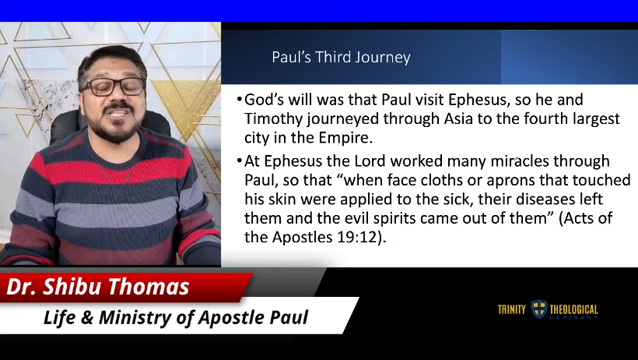 Paul's Third Journey
•God's will was that Paul visit Ephesus, so he and
Timothy journeyed through Asia to the fourth largest
city in the Empire.
•At Ephesus the Lord worked many miracles through
Paul, so that “when face cloths or aprons that touched
his skin were applied to the sick, their diseases left
them and the evil spirits came out of them” (Acts of
the Apostles 19:12).
Dr. Shibu Thomas
Life & Ministry of Apostle Paul
TRINITY THEOLOGICAL
SEMINARY